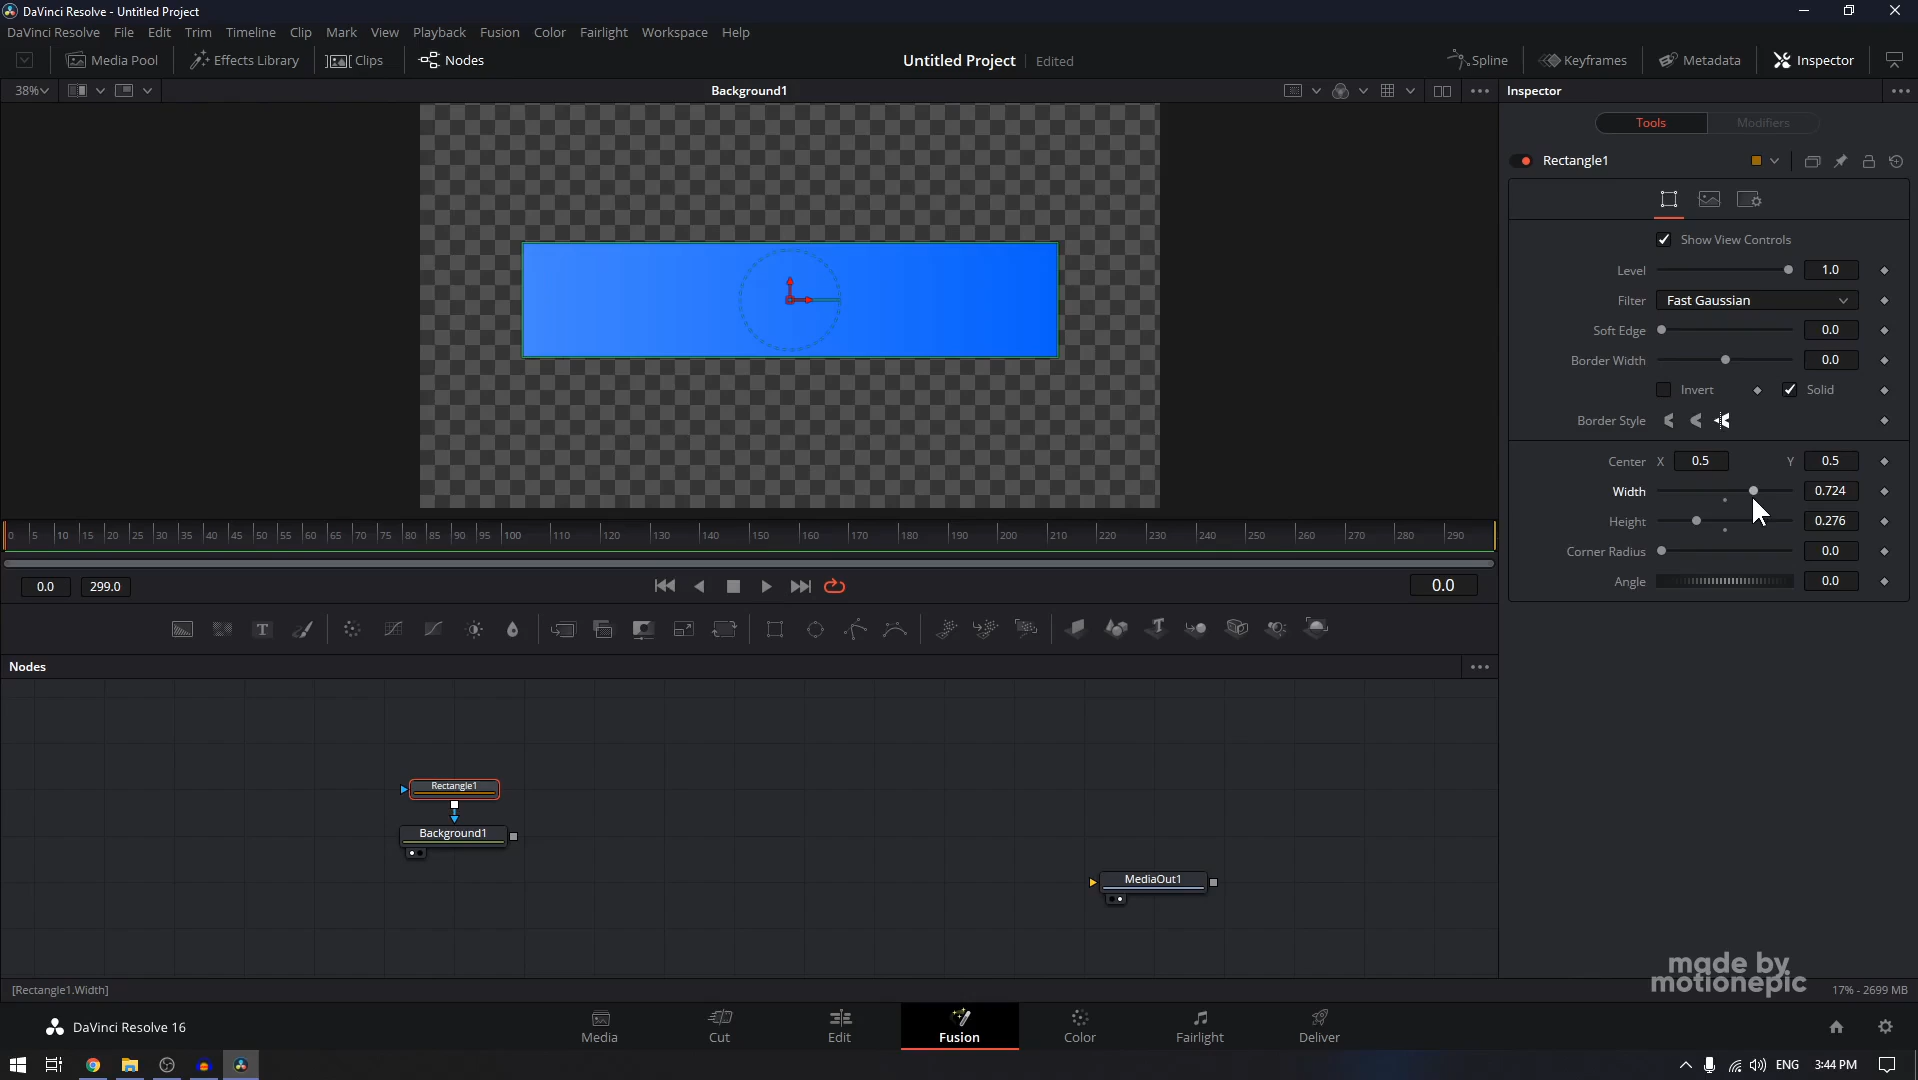 DaVinci Resolve - Untitled Project
DaVinci Resolve File Edit Trim Timeline Clip Mark View Playback Fusion Color Fairlight Workspace Help
Media Pool Effects Library Clips Nodes Untitled Project Edited Spline Keyframes Metadata Inspector
38% Background1 Inspector
Tools Modifiers
Rectangle1
Show View Controls
Level 1.0
Filter Fast Gaussian
Soft Edge 0.0
Border Width 0.0
Invert Solid
Border Style
Center X 0.5 Y 0.5
Width 0.724
Height 0.276
Corner Radius 0.0
Angle 0.0
0 5 10 15 20 25 30 35 40 45 50 55 60 65 70 75 80 85 90 95 100 110 120 130 140 150 160 170 180 190 200 210 220 230 240 250 260 270 280 290
0.0 299.0 0.0
T
Nodes
Rectangle1
Background1
MediaOut1
made by
motionepic
[Rectangle1.Width] 17% - 2699 MB
DaVinci Resolve 16 Media Cut Edit Fusion Color Fairlight Deliver
ENG 3:44 PM